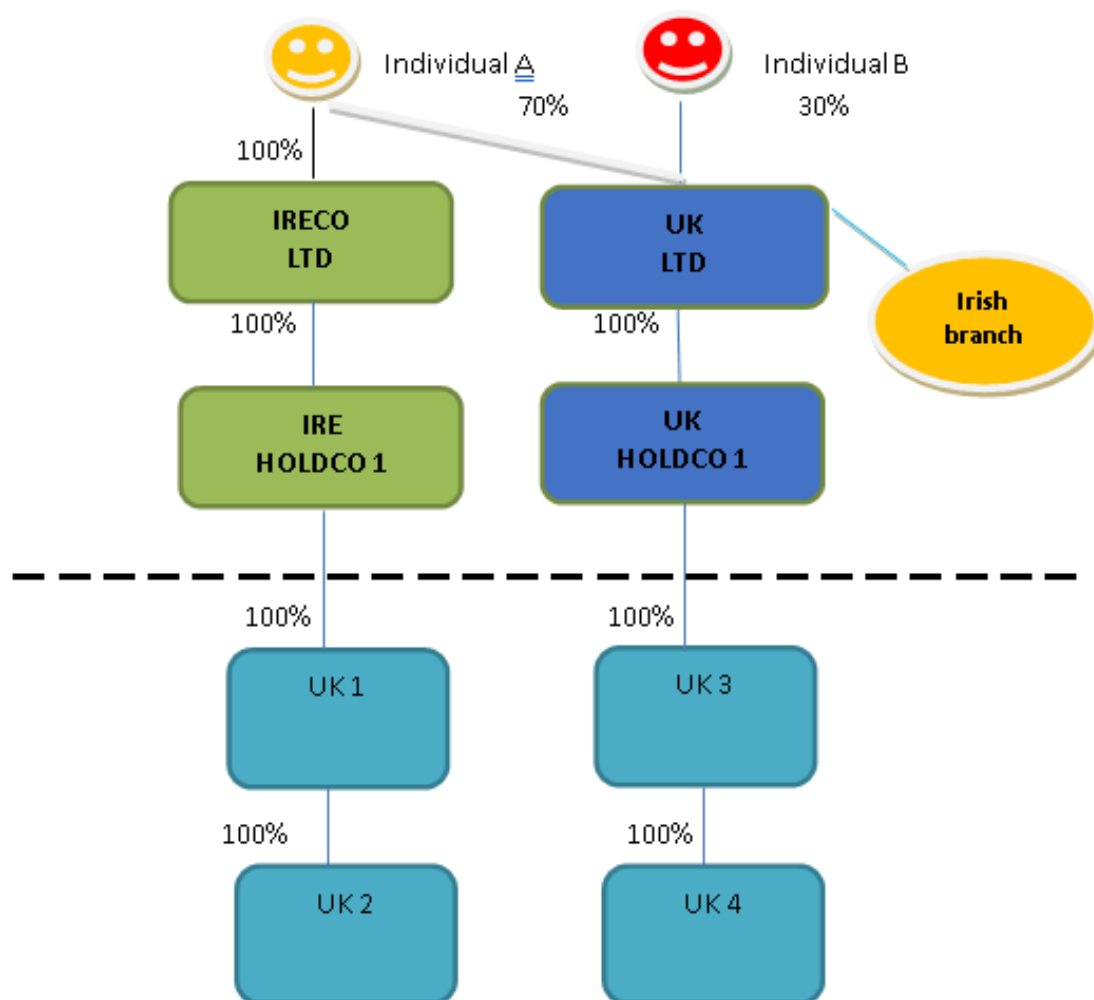 Individual A
Individual B
70%
30%
100%
IRECO
LTD
UK
LTD
Irish
branch
100%
100%
IRE
HOLDCO 1
UK
HOLDCO 1
100%
100%
UK 1
UK 3
100%
100%
UK 2
UK 4